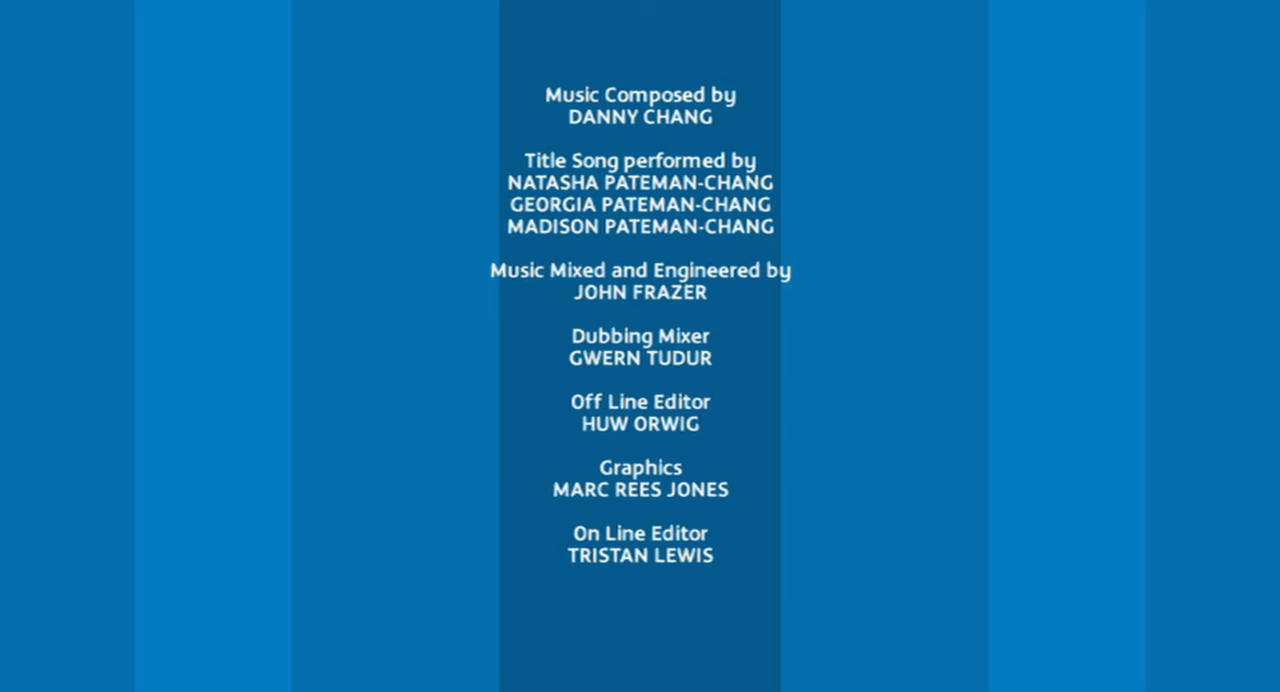 Music Composed by
DANNY CHANG
Title Song performed by
NATASHA PATEMAN-CHANG
GEORGIA PATEMAN-CHANG
MADISON PATEMAN-CHANG
Music Mixed and Engineered by
JOHN FRAZER
Dubbing Mixer
GWERN TUDUR
Off Line Editor
HUW ORWIG
Graphics
MARC REES JONES
On Line Editor
TRISTAN LEWIS